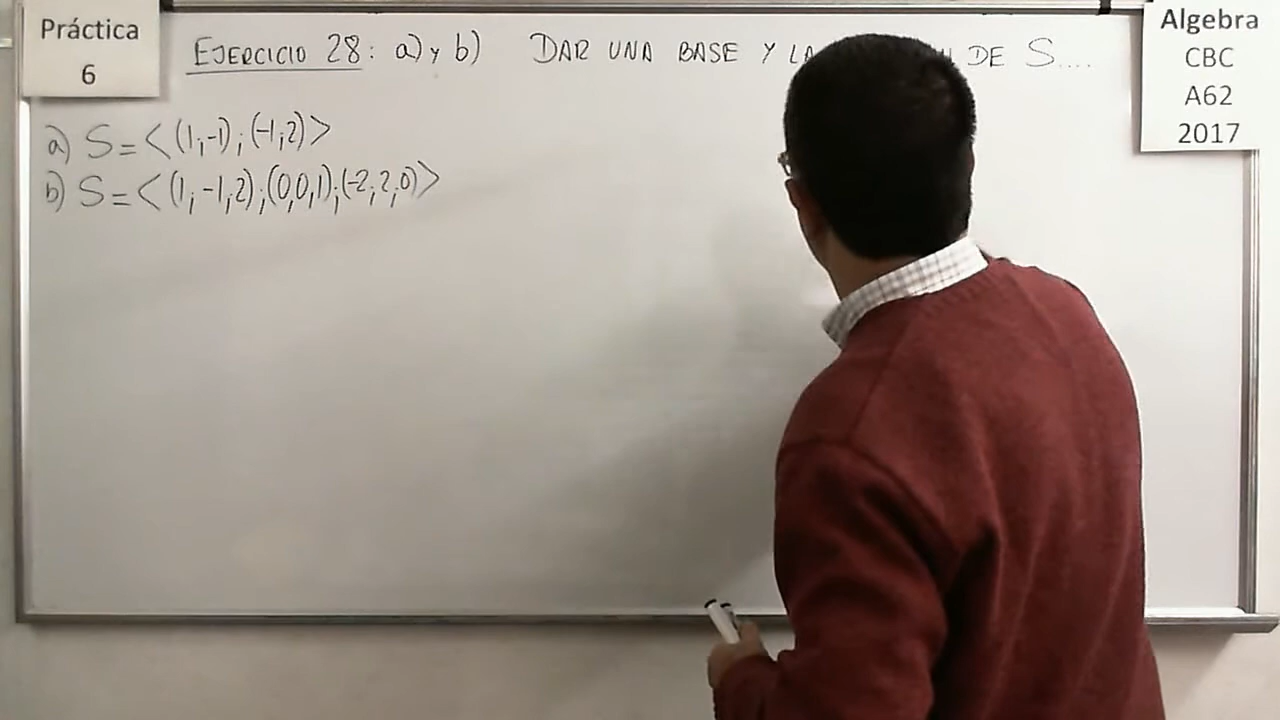 Práctica
6
EJERCICIO 28: a) y b) DAR UNA BASE Y LA DE S....
a) S = <(1,-1);(-1,2)>
b) S = <(1,-1,2);(0,0,1);(-2,2,0)>
Algebra
CBC
A62
2017